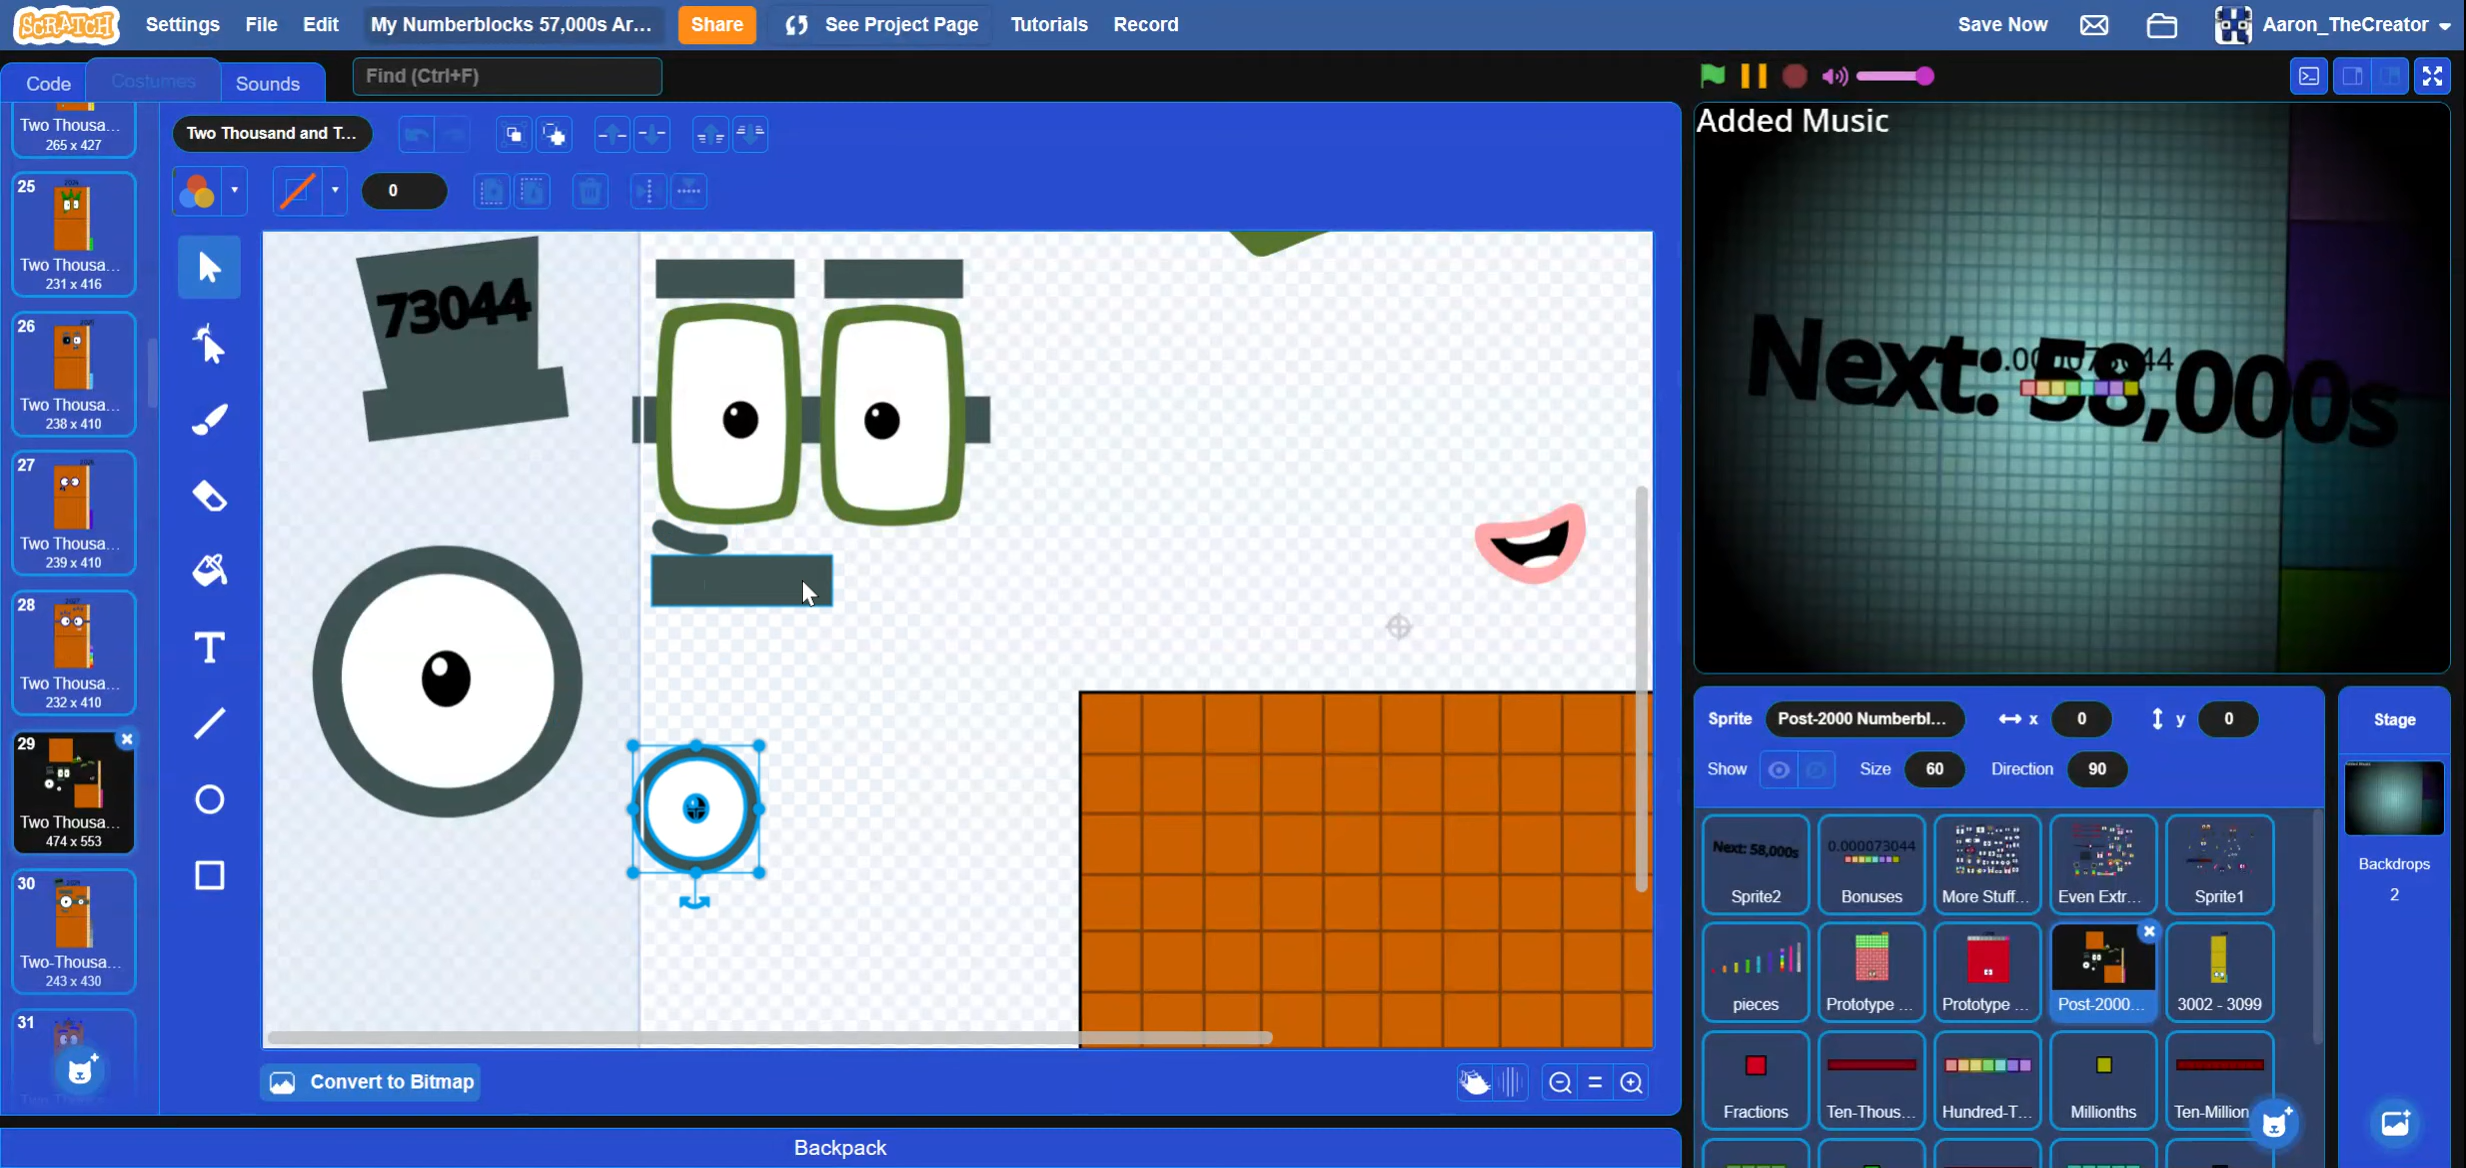 SCRATCH Settings File Edit My Numberblocks 57,000s Ar... Share See Project Page Tutorials Record Save Now Aaron_TheCreator
Code Costumes Sounds Find (Ctrl+F)
Two Thousa...
265 x 427
25
2024
Two Thousa...
231 x 416
26
Two Thousa...
238 x 410
27
Two Thousa...
239 x 410
28
2027
Two Thousa...
232 x 410
29
Two Thousa...
474 x 553
30
Two-Thousa...
243 x 430
31
Two Thousand and T...
0
73044
Convert to Bitmap
Backpack
Added Music
Next: 58,000s
Sprite Post-2000 Numberbl... x 0 y 0
Show Size 60 Direction 90
Next: 58,000s
Sprite2
0.000073044
Bonuses
More Stuff...
Even Extr...
Sprite1
pieces
Prototype ...
Prototype ...
Post-2000...
3002 - 3099
Fractions
Ten-Thous...
Hundred-T...
Millionths
Ten-Million
Stage
Backdrops
2